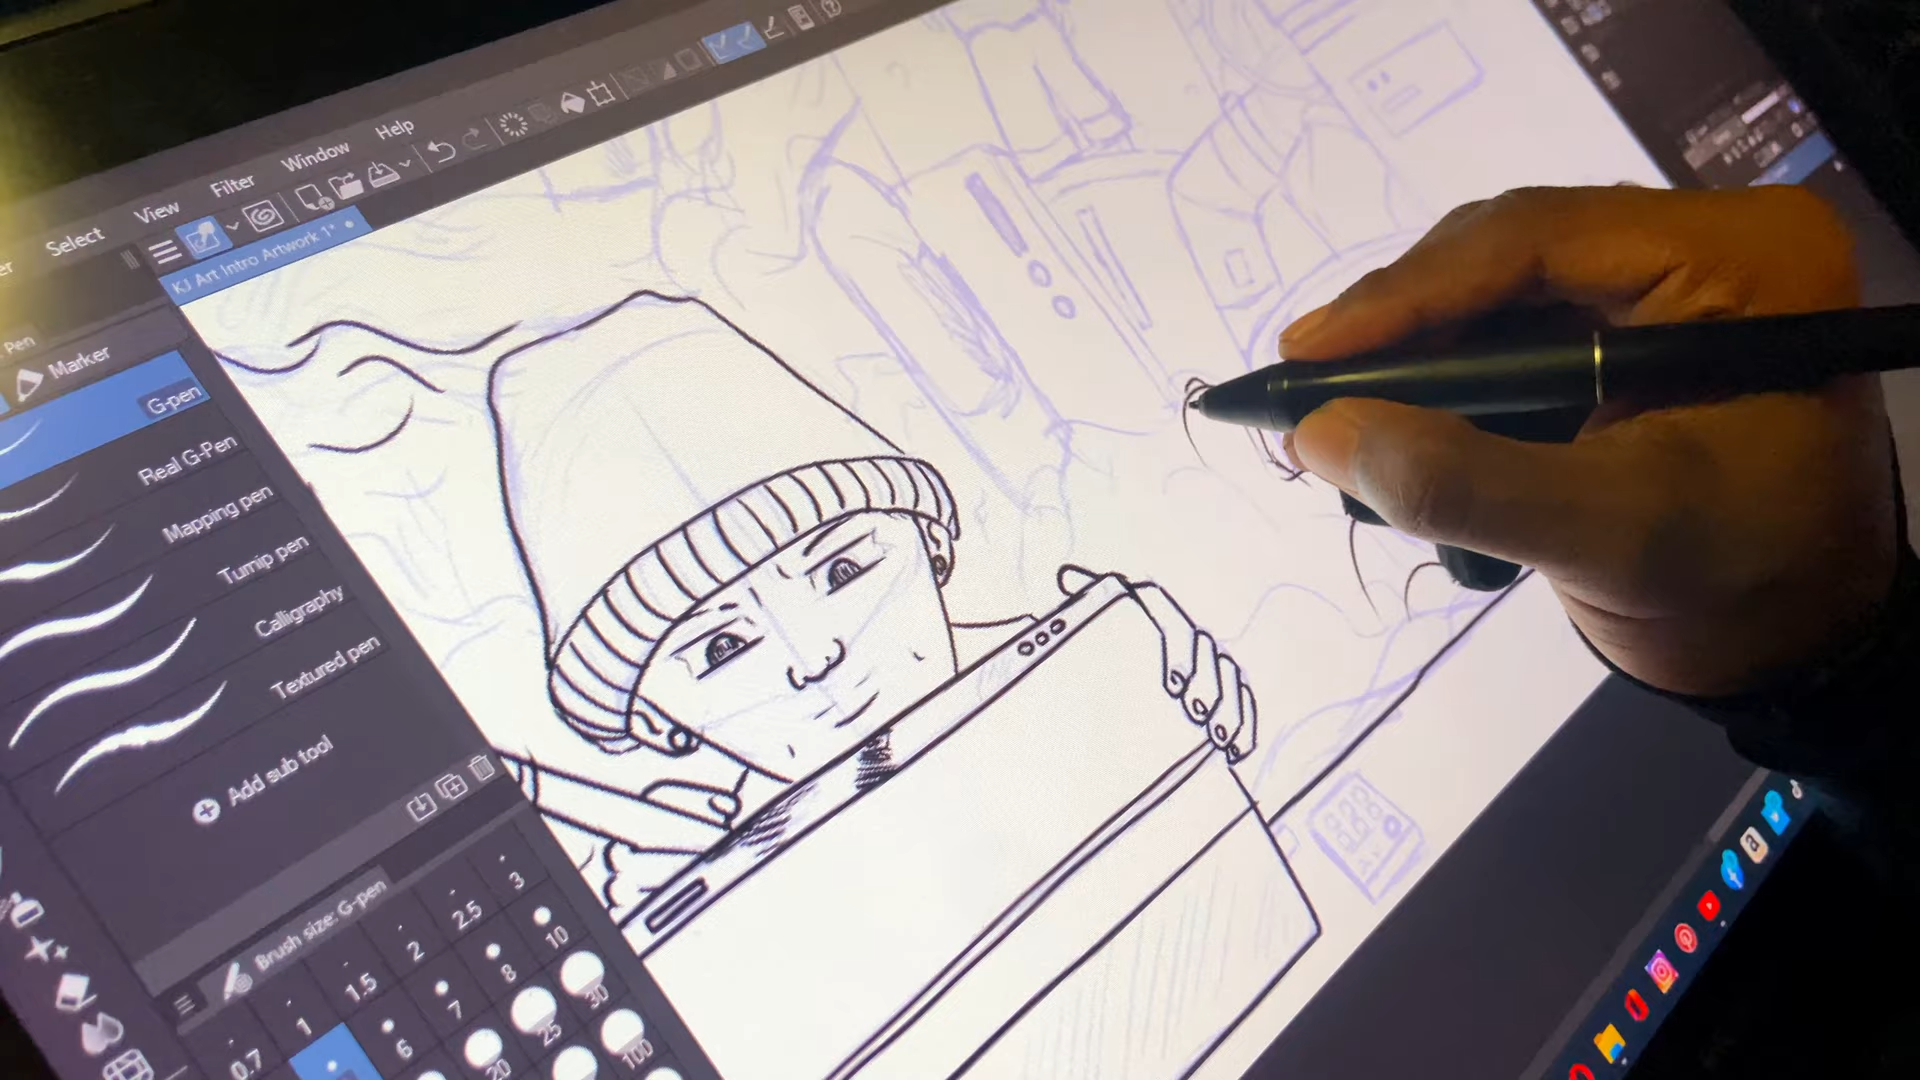 Select
View
Filter
Window
Help
KJ Art Intro Artwork 1*
Pen
Marker
G-pen
Real G-Pen
Mapping pen
Turnip pen
Calligraphy
Textured pen
Add sub tool
Brush size: G-pen
0.7
1
1.5
2
2.5
3
6
7
8
10
20
25
30
100
a